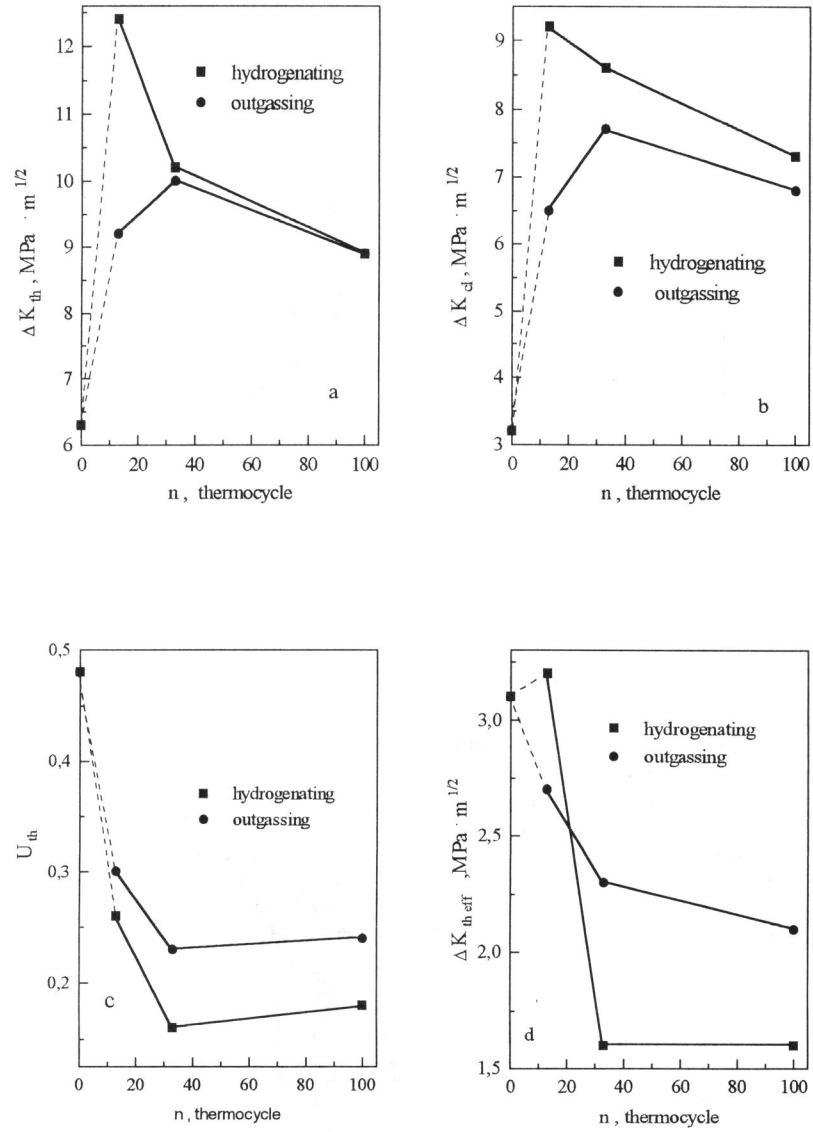 12
11
10
9
8
7
6
Δ K th , MPa · m 1/2
hydrogenating
outgassing
a
0 20 40 60 80 100
n , thermocycle
9
8
7
6
5
4
3
Δ K cl , MPa · m 1/2
hydrogenating
outgassing
b
0 20 40 60 80 100
n , thermocycle
0,5
0,4
0,3
0,2
U th
hydrogenating
outgassing
c
0 20 40 60 80 100
n , thermocycle
3,0
2,5
2,0
1,5
Δ K th eff ,MPa · m 1/2
hydrogenating
outgassing
d
0 20 40 60 80 100
n , thermocycle